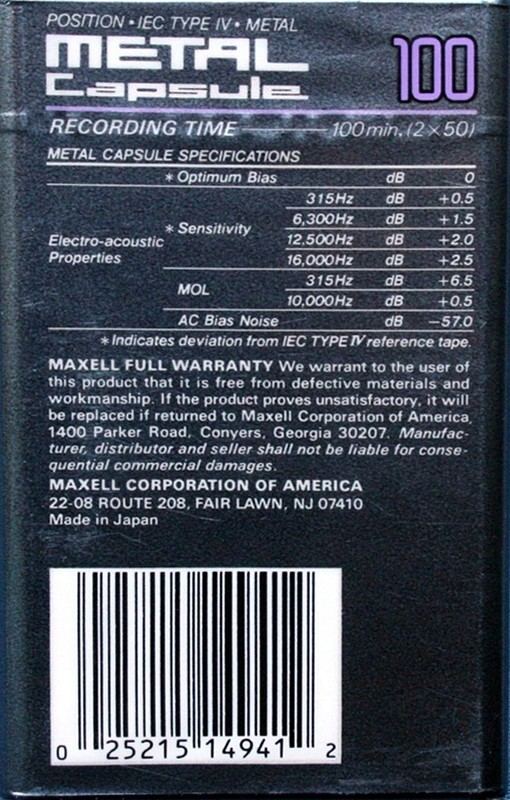 POSITION • IEC TYPE IV • METAL
METAL
Capsule
100
RECORDING TIME 100min. (2×50)
METAL CAPSULE SPECIFICATIONS
* Optimum Bias dB 0
Electro-acoustic Properties
* Sensitivity
315Hz dB +0.5
6,300Hz dB +1.5
12,500Hz dB +2.0
16,000Hz dB +2.5
MOL
315Hz dB +6.5
10,000Hz dB +0.5
AC Bias Noise dB −57.0
*Indicates deviation from IEC TYPE IV reference tape.
MAXELL FULL WARRANTY We warrant to the user of
this product that it is free from defective materials and
workmanship. If the product proves unsatisfactory, it will
be replaced if returned to Maxell Corporation of America,
1400 Parker Road, Conyers, Georgia 30207. Manufac-
turer, distributor and seller shall not be liable for conse-
quential commercial damages.
MAXELL CORPORATION OF AMERICA
22-08 ROUTE 208, FAIR LAWN, NJ 07410
Made in Japan
0 25215 14941 2